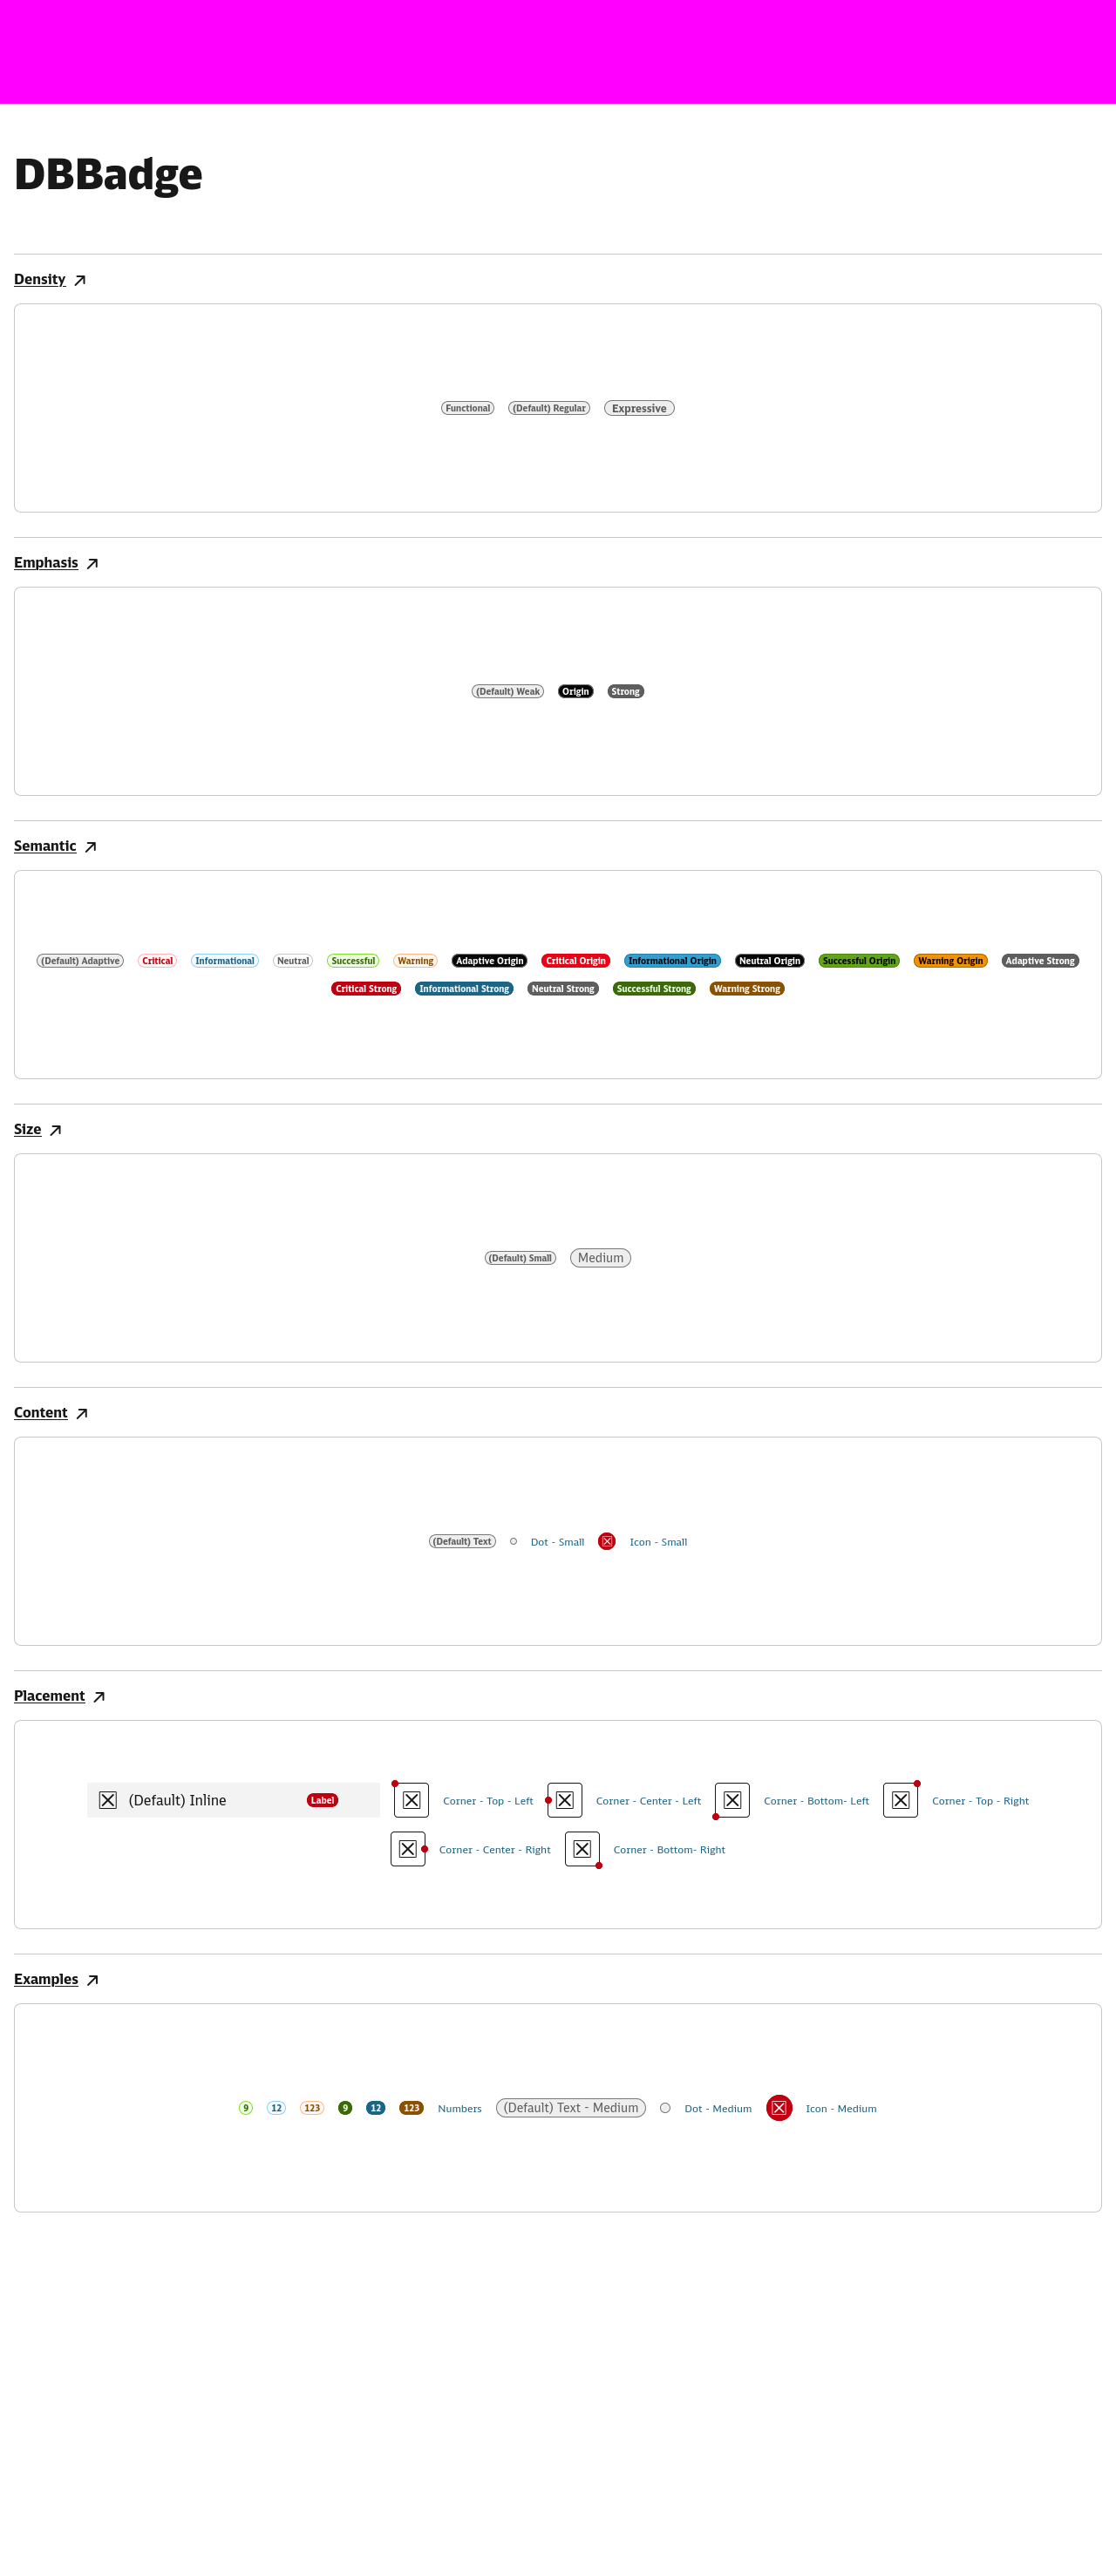 DBBadge
Density
Functional (Default) Regular Expressive
Emphasis
(Default) Weak Origin Strong
Semantic
(Default) Adaptive Critical Informational Neutral Successful Warning Adaptive Origin Critical Origin Informational Origin Neutral Origin Successful Origin Warning Origin Adaptive Strong
Critical Strong Informational Strong Neutral Strong Successful Strong Warning Strong
Size
(Default) Small Medium
Content
(Default) Text Dot - Small Icon - Small
Placement
(Default) Inline Label Corner - Top - Left Corner - Center - Left Corner - Bottom- Left Corner - Top - Right
Corner - Center - Right Corner - Bottom- Right
Examples
9 12 123 9 12 123 Numbers (Default) Text - Medium Dot - Medium Icon - Medium